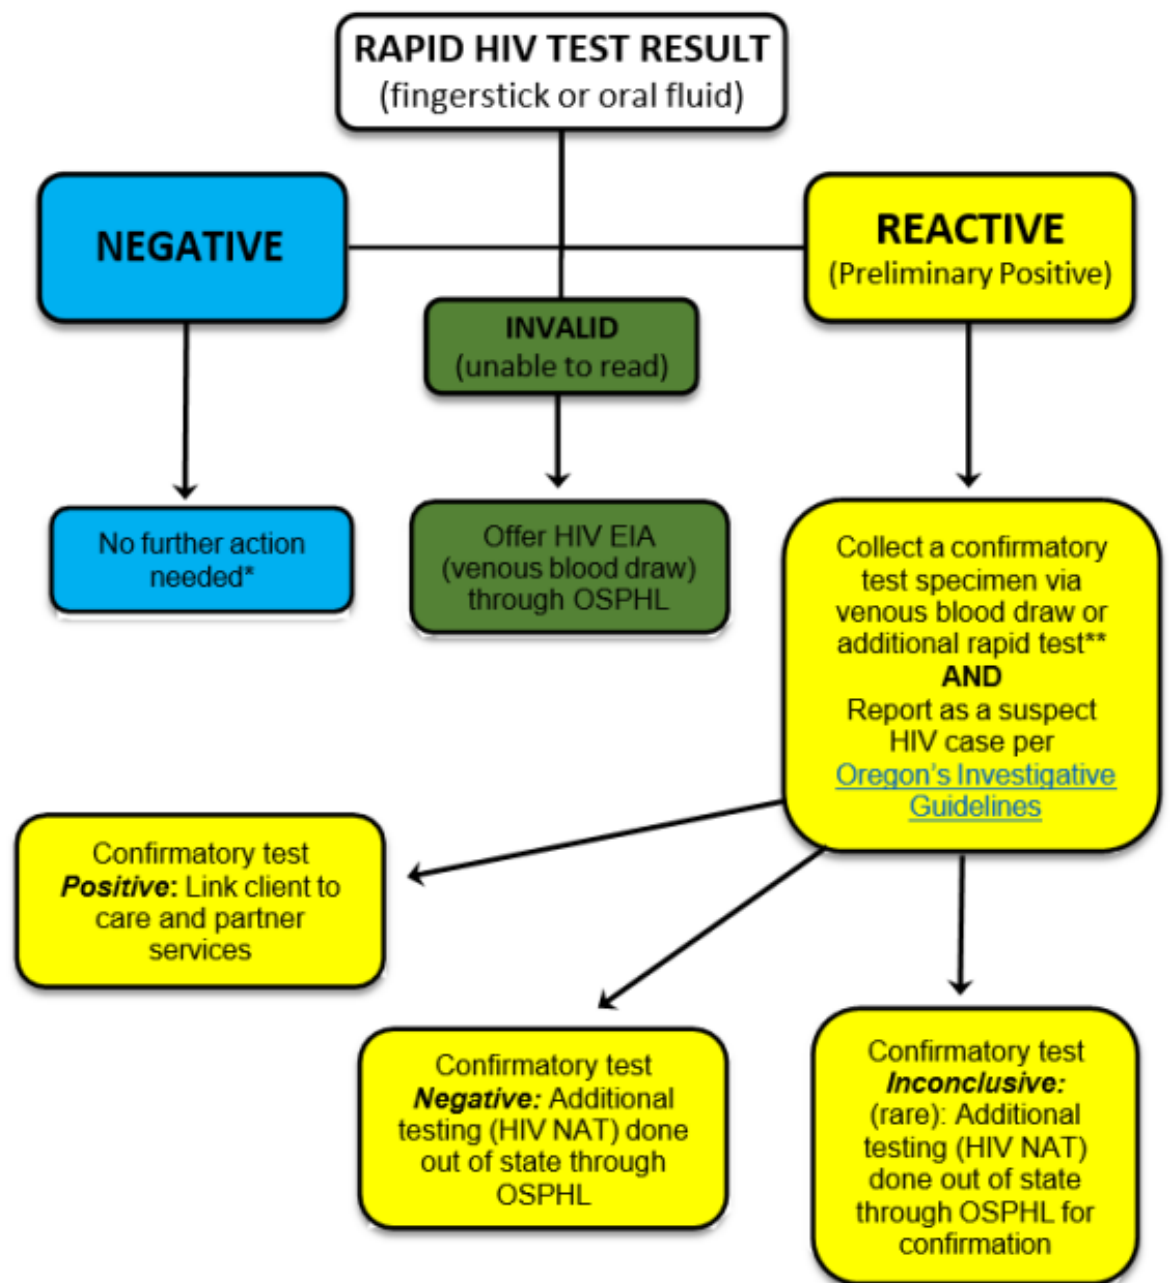 RAPID HIV TEST RESULT
(fingerstick or oral fluid)
NEGATIVE
REACTIVE
(Preliminary Positive)
INVALID
(unable to read)
No further action
needed*
Offer HIV EIA
(venous blood draw)
through OSPHL
Collect a confirmatory
test specimen via
venous blood draw or
additional rapid test**
AND
Report as a suspect
HIV case per
Oregon's Investigative
Guidelines
Confirmatory test
Positive: Link client to
care and partner
services
Confirmatory test
Negative: Additional
testing (HIV NAT) done
out of state through
OSPHL
Confirmatory test
Inconclusive:
(rare): Additional
testing (HIV NAT)
done out of state
through OSPHL for
confirmation